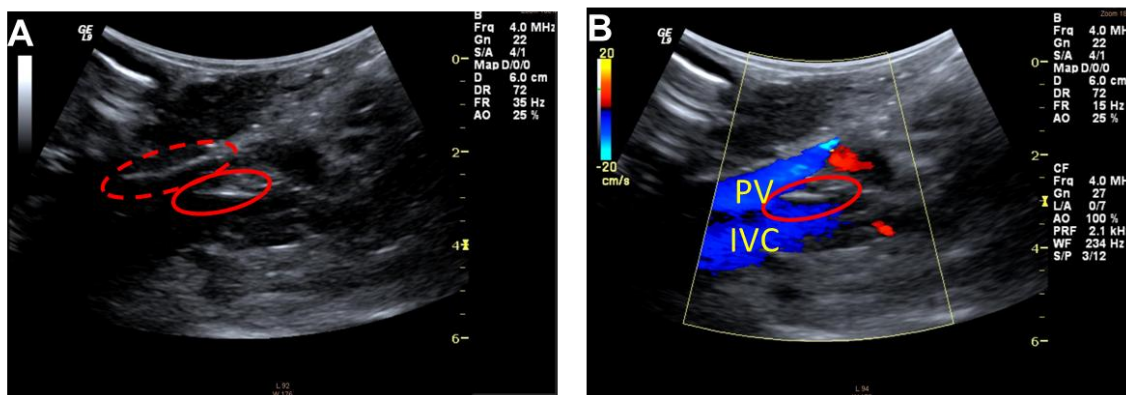 A
GE
B
Frq 4.0 MHz
Gn 22
S/A 4/1
Map D/0/0
D 6.0 cm
DR 72
FR 35 Hz
AO 25 %
0
2
4
6
L 92
W 176
B
GE
20
-20
cm/s
PV
IVC
Zoom
B
Frq 4.0 MH
Gn 22
S/A 4/1
Map D/0/0
D 6.0 cm
DR 72
FR 15 Hz
AO 25 %
CF
Frq 4.0 MH
Gn 27
L/A 0/7
AO 100 %
PRF 2.1 kH
WF 234 Hz
S/P 3/12
0
2
4
6
L 94